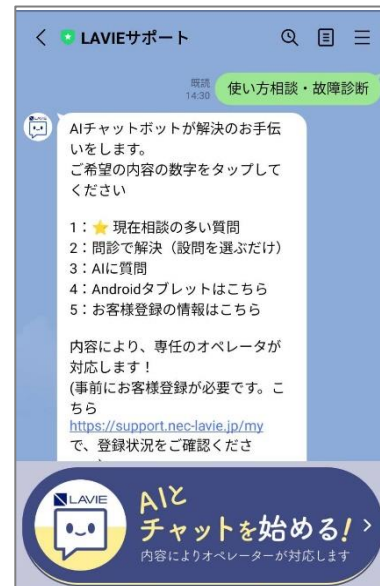 LAVIEサポート
既読
14:30
使い方相談・故障診断
AIチャットボットが解決のお手伝
いをします。
ご希望の内容の数字をタップして
ください
1：⭐ 現在相談の多い質問
2：問診で解決（設問を選ぶだけ）
3：AIに質問
4：Androidタブレットはこちら
5：お客様登録の情報はこちら
内容により、専任のオペレータが
対応します！
(事前にお客様登録が必要です。こ
ちら
https://support.nec-lavie.jp/my
で、登録状況をご確認くださ
LAVIE
AIと
チャットを始める!
内容によりオペレーターが対応します